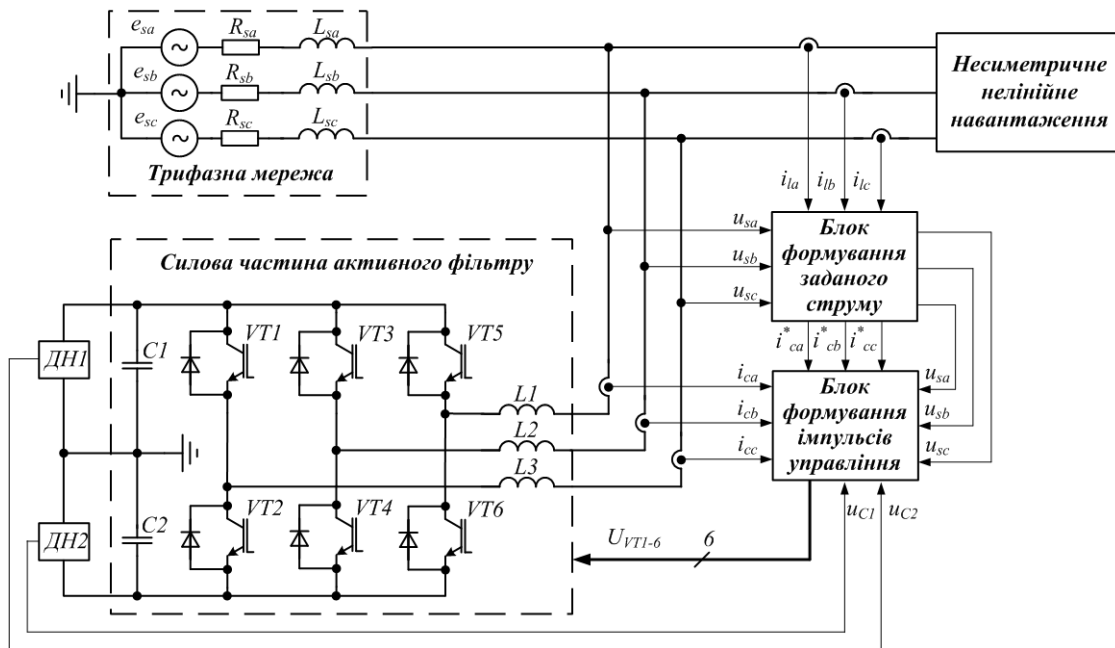 e_sa R_sa L_sa
e_sb R_sb L_sb
e_sc R_sc L_sc
Трифазна мережа
Несиметричне
нелінійне
навантаження
i_la i_lb i_lc
u_sa
u_sb
u_sc
Блок
формування
заданого
струму
i*_ca i*_cb i*_cc
Силова частина активного фільтру
ДН1
C1
VT1 VT3 VT5
L1
L2
L3
ДН2
C2
VT2 VT4 VT6
i_ca
i_cb
i_cc
Блок
формування
імпульсів
управління
u_sa
u_sb
u_sc
u_C1 u_C2
U_VT1-6 6